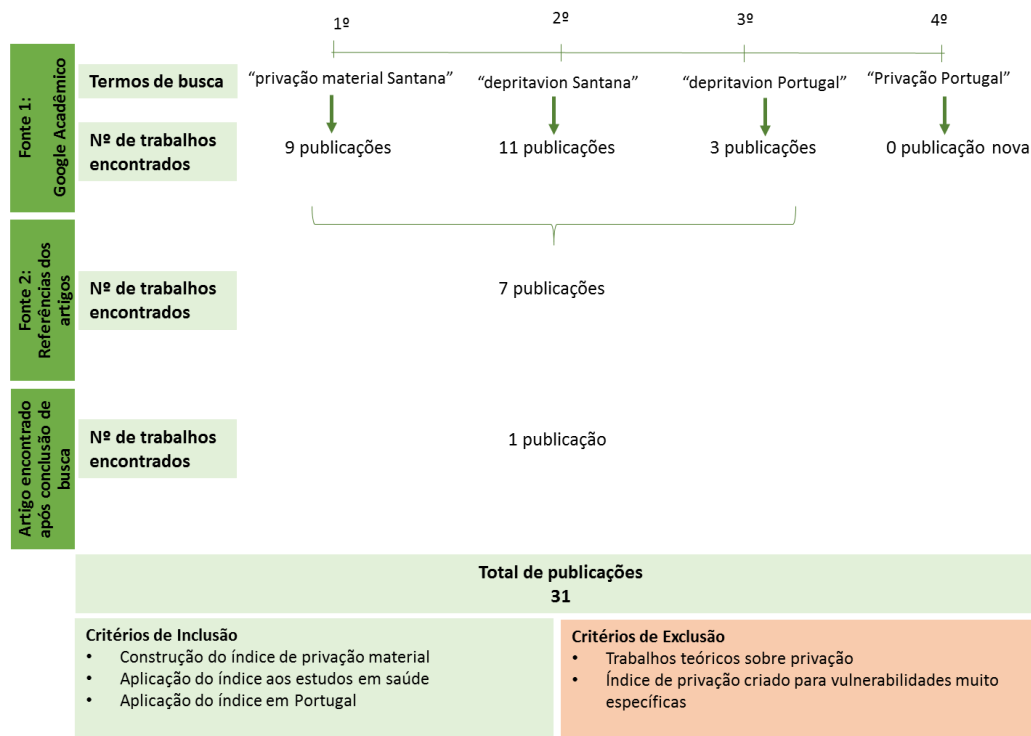 1º
2º
3º
4º
Fonte 1:
Google Acadêmico
Termos de busca
“privação material Santana”
“depritavion Santana”
“depritavion Portugal”
“Privação Portugal”
Nº de trabalhos
encontrados
9 publicações
11 publicações
3 publicações
0 publicação nova
Fonte 2:
Referências dos
artigos
Nº de trabalhos
encontrados
7 publicações
Artigo encontrado
após conclusão de
busca
Nº de trabalhos
encontrados
1 publicação
Total de publicações
31
Critérios de Inclusão
• Construção do índice de privação material
• Aplicação do índice aos estudos em saúde
• Aplicação do índice em Portugal
Critérios de Exclusão
• Trabalhos teóricos sobre privação
• Índice de privação criado para vulnerabilidades muito
específicas